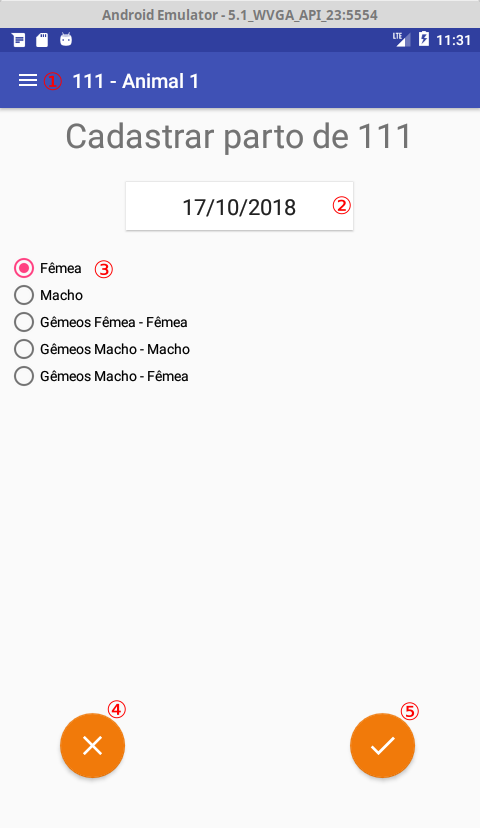 Android Emulator - 5.1_WVGA_API_23:5554
LTE 11:31
① 111 - Animal 1
Cadastrar parto de 111
17/10/2018 ②
Fêmea ③
Macho
Gêmeos Fêmea - Fêmea
Gêmeos Macho - Macho
Gêmeos Macho - Fêmea
④
⑤